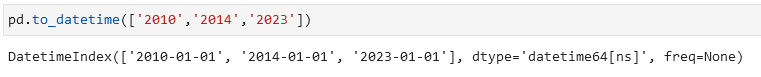 pd.to_datetime(['2010','2014','2023'])
DatetimeIndex(['2010-01-01', '2014-01-01', '2023-01-01'], dtype='datetime64[ns]', freq=None)